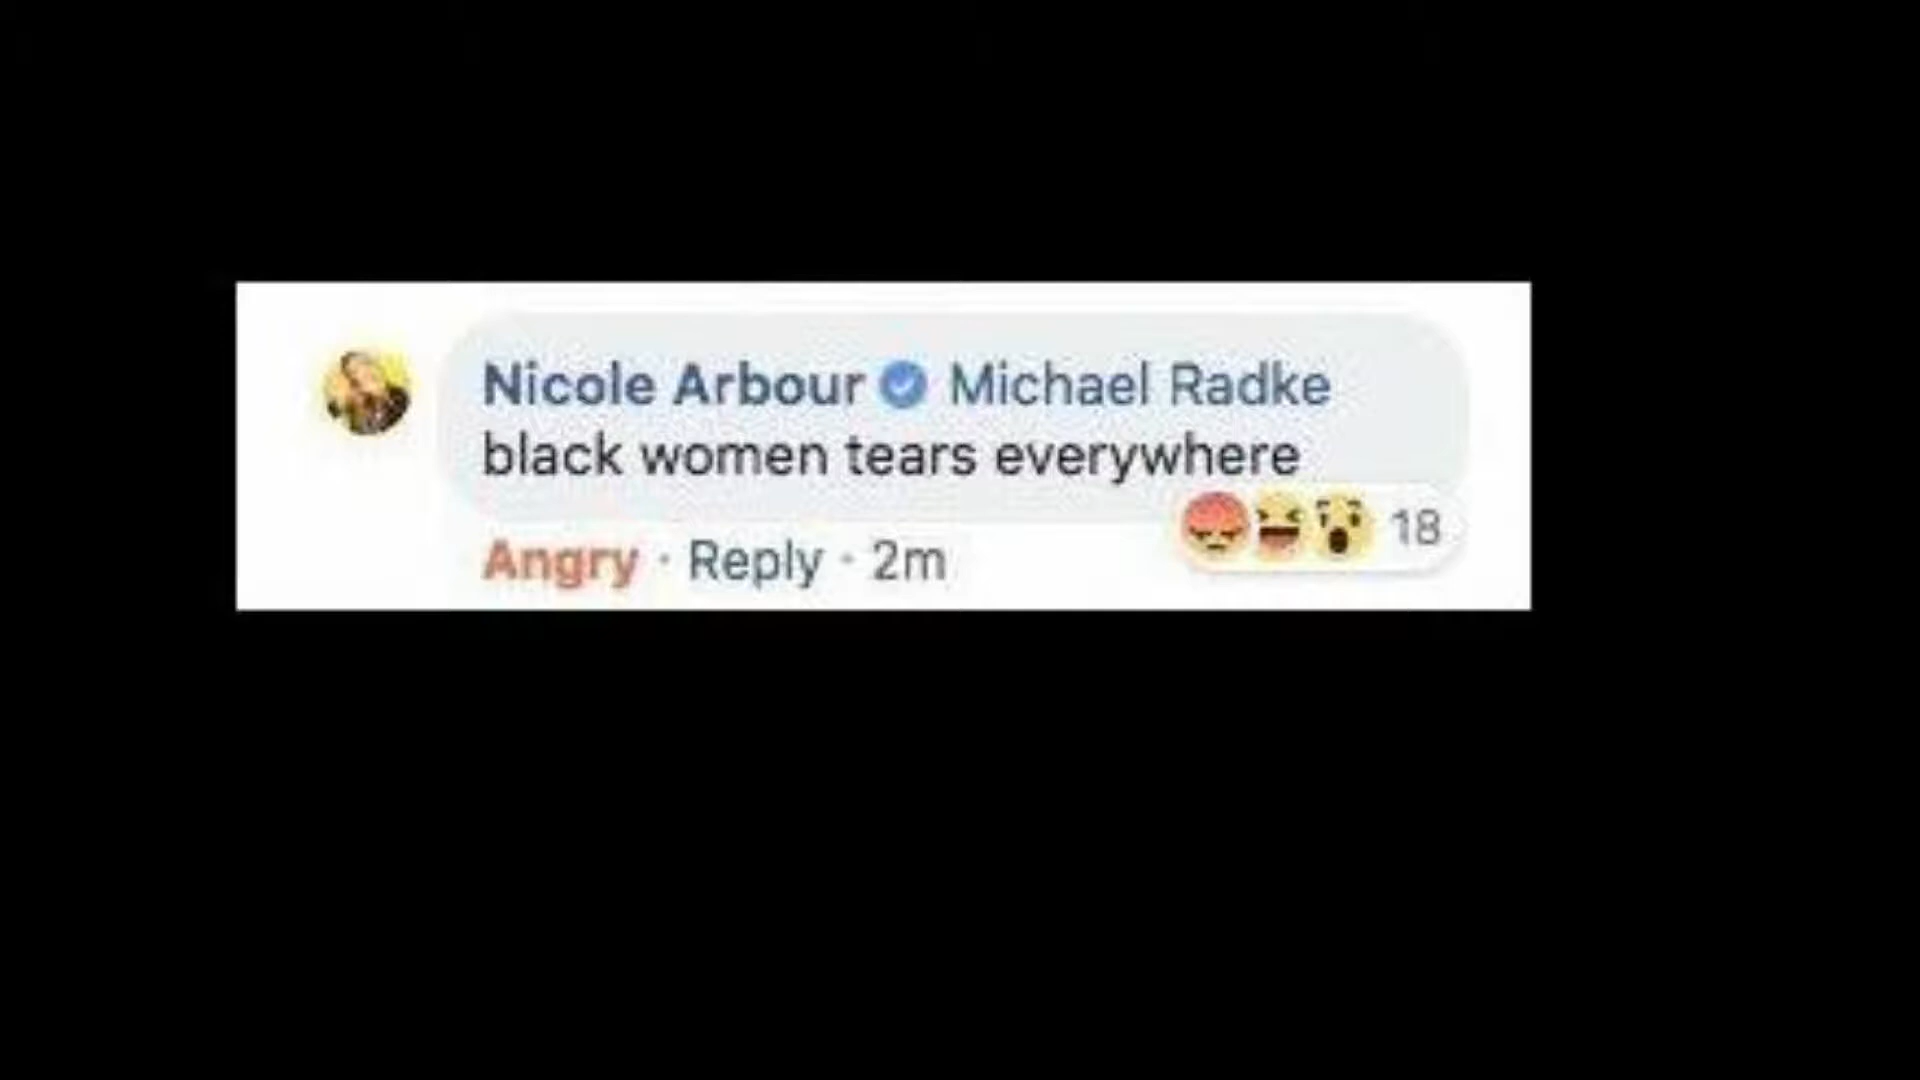 Nicole Arbour Michael Radke
black women tears everywhere
18
Angry · Reply · 2m